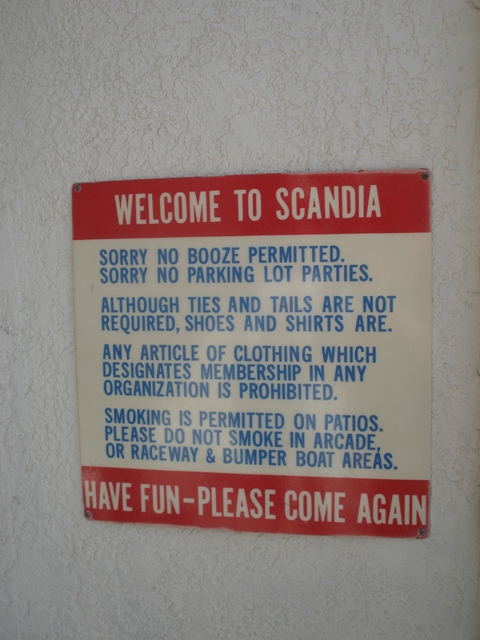 WELCOME TO SCANDIA
SORRY NO BOOZE PERMITTED.
SORRY NO PARKING LOT PARTIES.
ALTHOUGH TIES AND TAILS ARE NOT
REQUIRED, SHOES AND SHIRTS ARE.
ANY ARTICLE OF CLOTHING WHICH
DESIGNATES MEMBERSHIP IN ANY
ORGANIZATION IS PROHIBITED.
SMOKING IS PERMITTED ON PATIOS.
PLEASE DO NOT SMOKE IN ARCADE,
OR RACEWAY & BUMPER BOAT AREAS.
HAVE FUN-PLEASE COME AGAIN